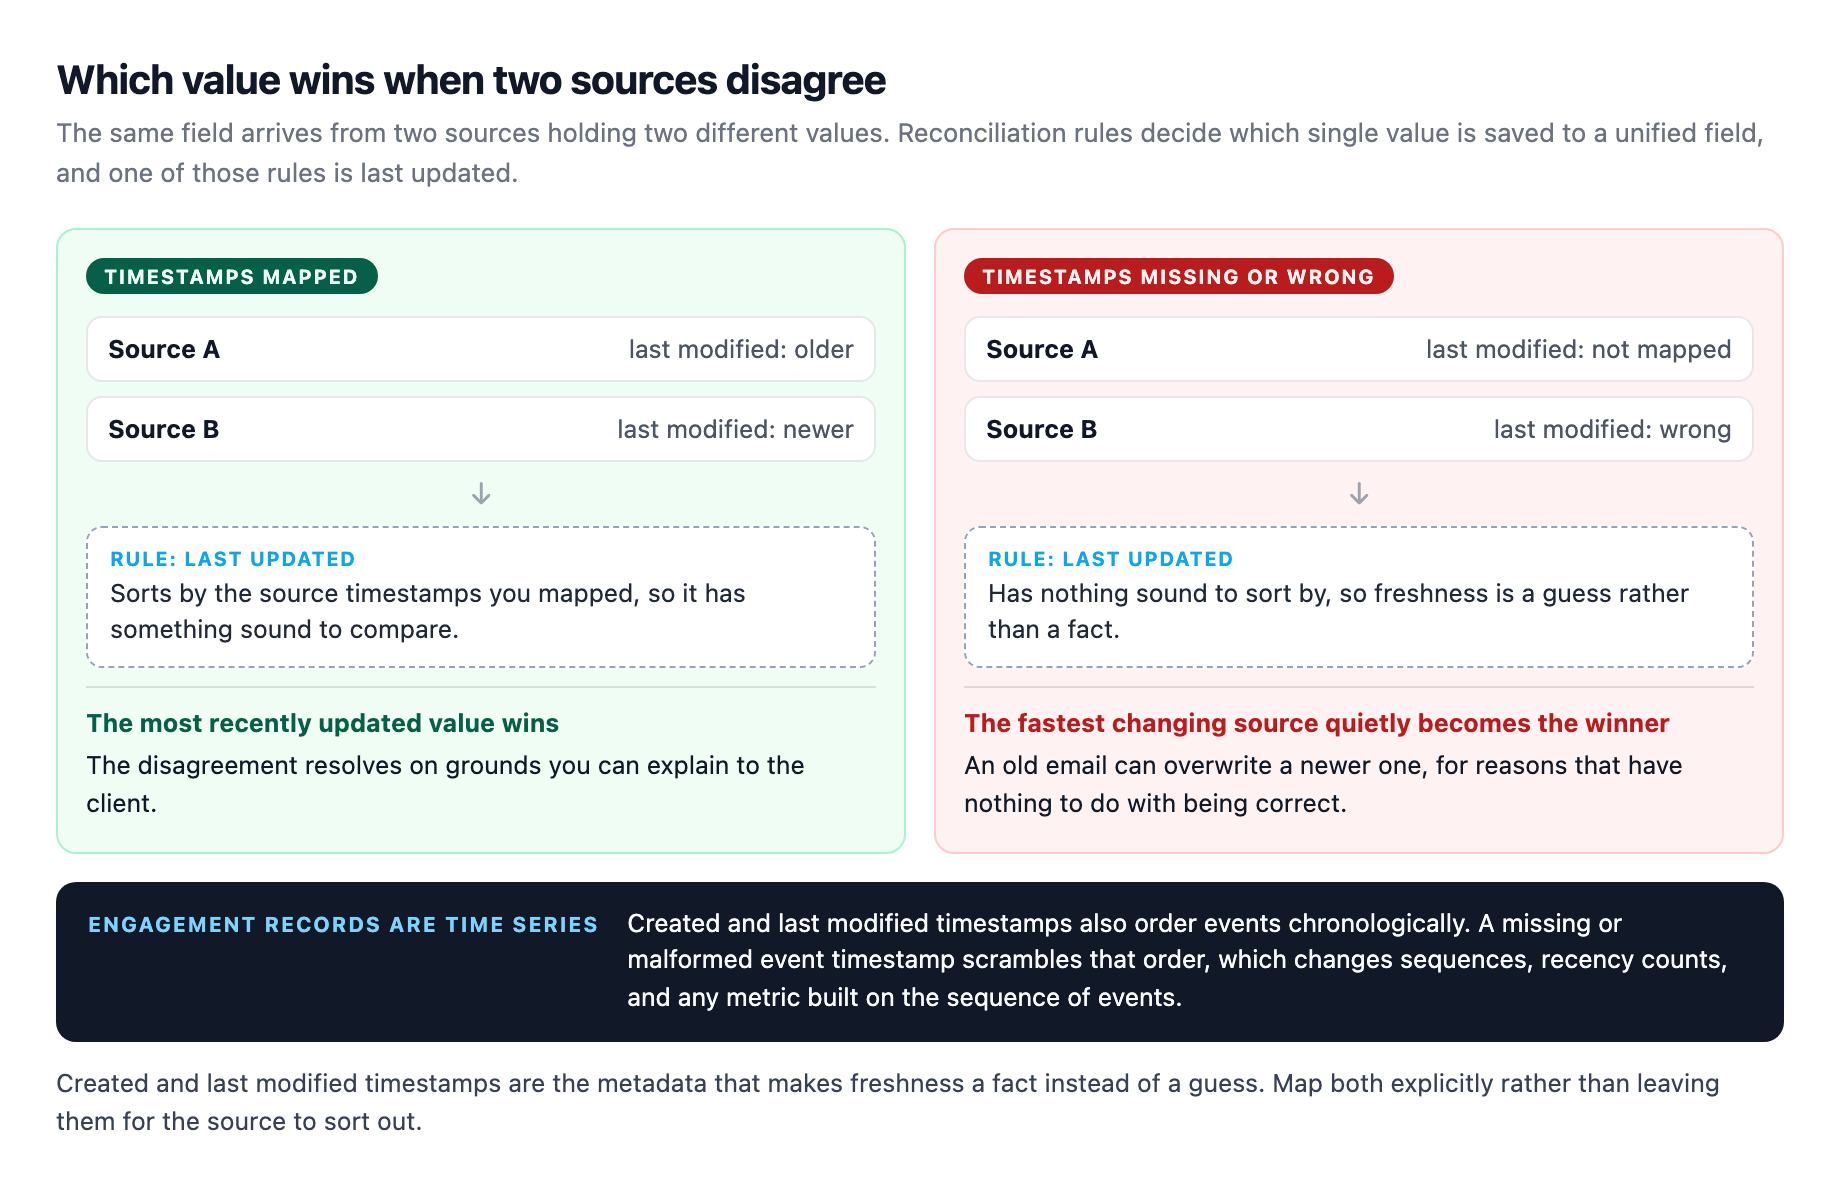 Which value wins when two sources disagree
The same field arrives from two sources holding two different values. Reconciliation rules decide which single value is saved to a unified field,
and one of those rules is last updated.
TIMESTAMPS MAPPED
Source A
last modified: older
Source B
last modified: newer
↓
RULE: LAST UPDATED
Sorts by the source timestamps you mapped, so it has
something sound to compare.
The most recently updated value wins
The disagreement resolves on grounds you can explain to the
client.
TIMESTAMPS MISSING OR WRONG
Source A
last modified: not mapped
Source B
last modified: wrong
↓
RULE: LAST UPDATED
Has nothing sound to sort by, so freshness is a guess rather
than a fact.
The fastest changing source quietly becomes the winner
An old email can overwrite a newer one, for reasons that have
nothing to do with being correct.
ENGAGEMENT RECORDS ARE TIME SERIES
Created and last modified timestamps also order events chronologically. A missing or
malformed event timestamp scrambles that order, which changes sequences, recency counts,
and any metric built on the sequence of events.
Created and last modified timestamps are the metadata that makes freshness a fact instead of a guess. Map both explicitly rather than leaving
them for the source to sort out.